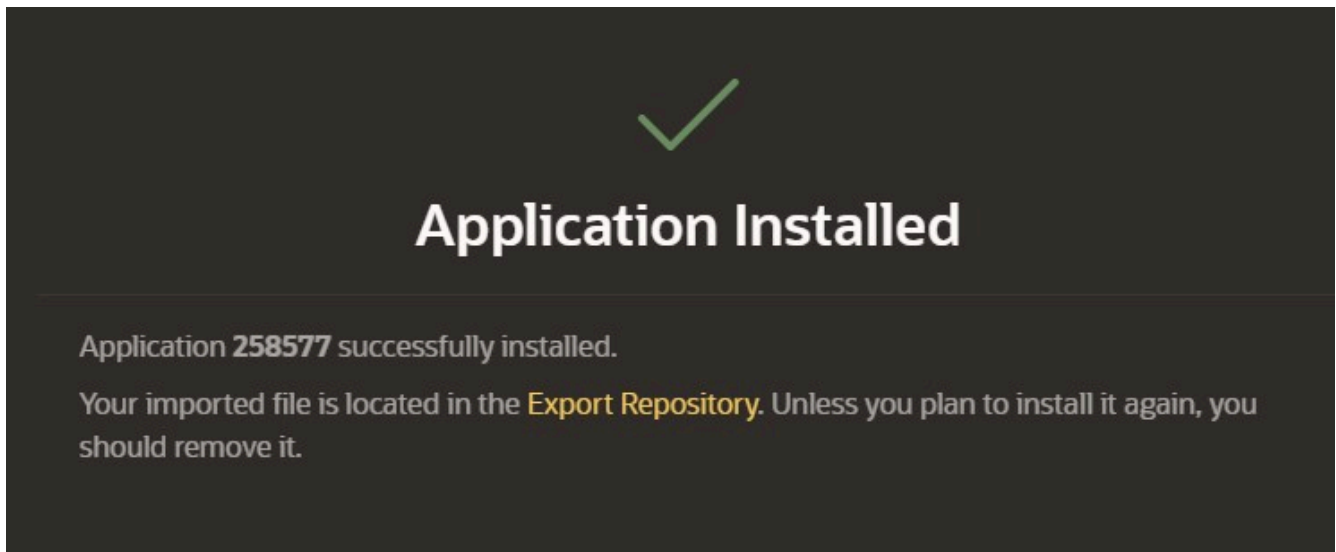 Application Installed
Application 258577 successfully installed.
Your imported file is located in the Export Repository. Unless you plan to install it again, you
should remove it.